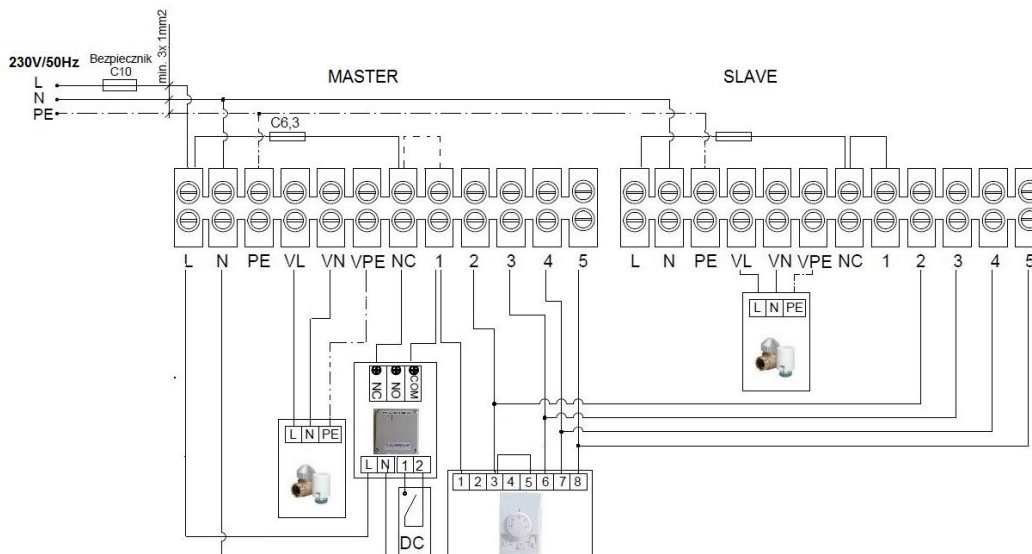 230V/50Hz
Bezpiecznik
C10
min. 3x 1mm2
MASTER
SLAVE
L
N
PE
C6,3
L N PE VL VN VPE NC 1 2 3 4 5
L N PE VL VN VPE NC 1 2 3 4 5
L N PE
NC NO COM
L N PE
L N 1 2
1 2 3 4 5 6 7 8
DC